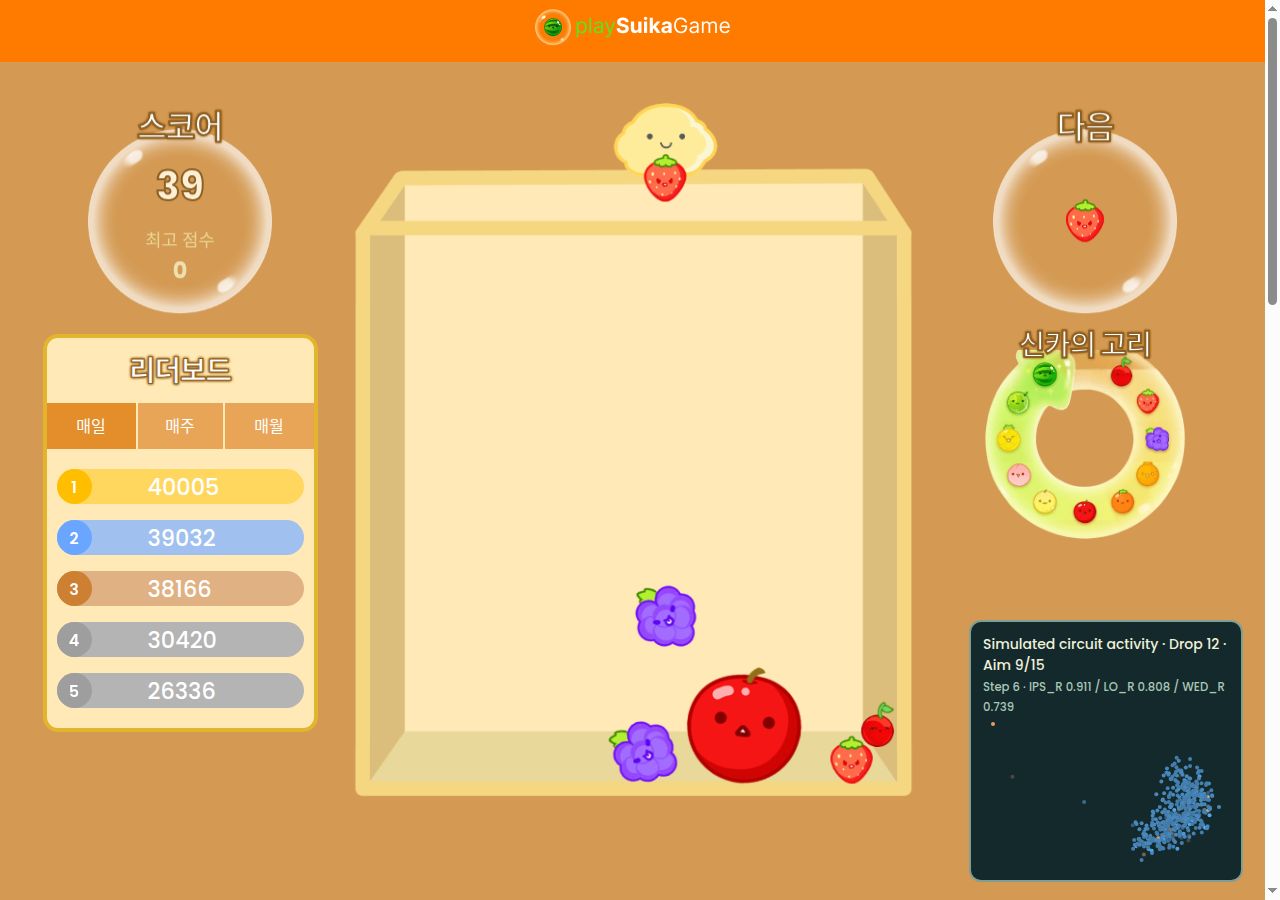 playSuikaGame
스코어
39
최고 점수
0
다음
리더보드
매일 매주 매월
1 40005
2 39032
3 38166
4 30420
5 26336
신카의 고리
Simulated circuit activity · Drop 12 ·
Aim 9/15
Step 6 · IPS_R 0.911 / LO_R 0.808 / WED_R
0.739